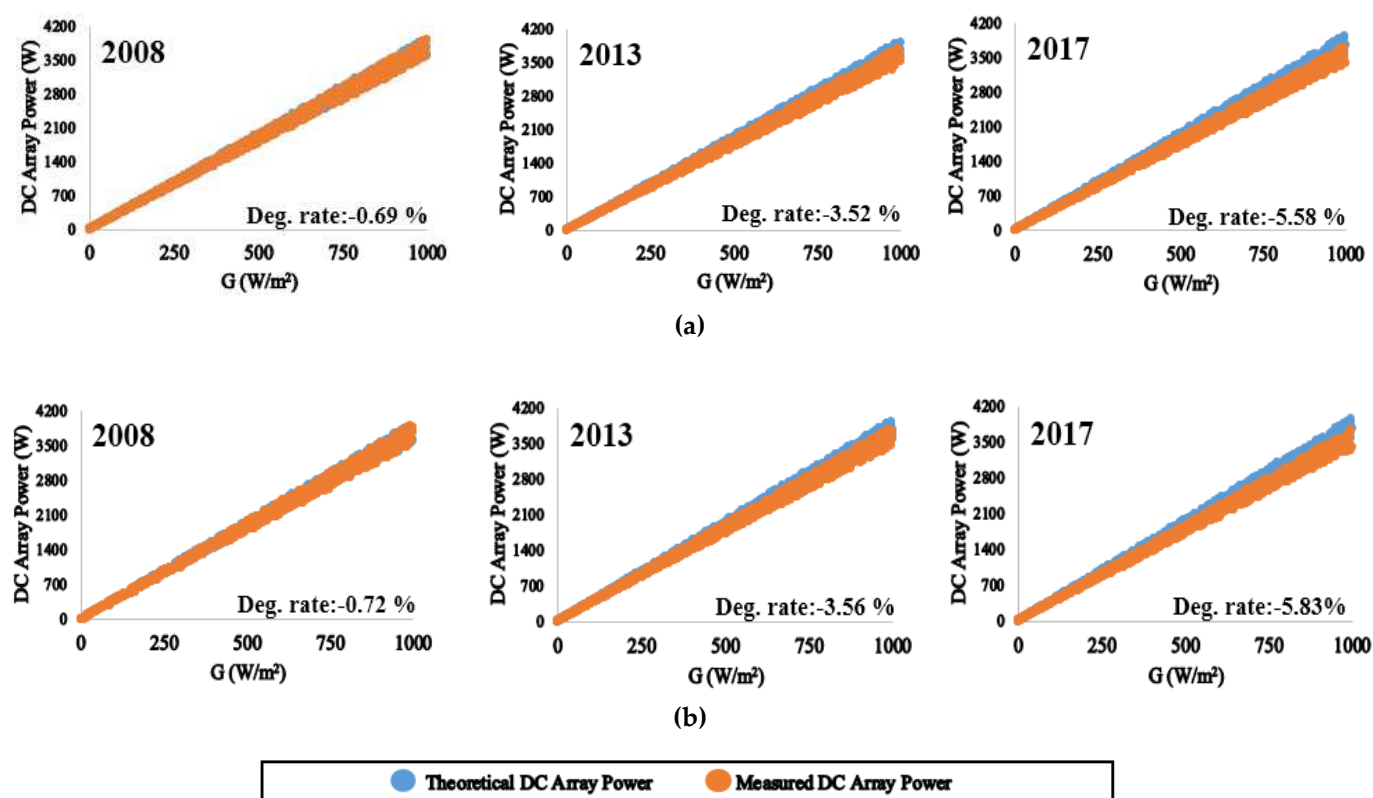 2008
DC Array Power (W)
4200
3500
2800
2100
1400
700
0
Deg. rate:-0.69 %
0 250 500 750 1000
G (W/m²)
2013
DC Array Power (W)
4200
3500
2800
2100
1400
700
0
Deg. rate:-3.52 %
0 250 500 750 1000
G (W/m²)
2017
DC Array Power (W)
4200
3500
2800
2100
1400
700
0
Deg. rate:-5.58 %
0 250 500 750 1000
G (W/m²)
(a)
2008
DC Array Power (W)
4200
3500
2800
2100
1400
700
0
Deg. rate:-0.72 %
0 250 500 750 1000
G (W/m²)
2013
DC Array Power (W)
4200
3500
2800
2100
1400
700
0
Deg. rate:-3.56 %
0 250 500 750 1000
G (W/m²)
2017
DC Array Power (W)
4200
3500
2800
2100
1400
700
0
Deg. rate:-5.83%
0 250 500 750 1000
G (W/m²)
(b)
Theoretical DC Array Power Measured DC Array Power